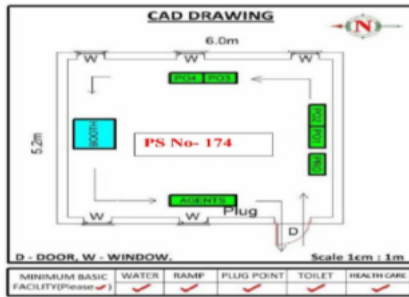 CAD DRAWING
N
6.0m
W W W
PO4 PO3
5.2m
BOOTH
PS No- 174
PO2 PO1
PRO
AGENTS
Plug
W W
D
D - DOOR, W - WINDOW. Scale 1cm : 1m
MINIMUM BASIC FACILITY(Please✓) WATER RAMP PLUG POINT TOILET HEALTH CARE